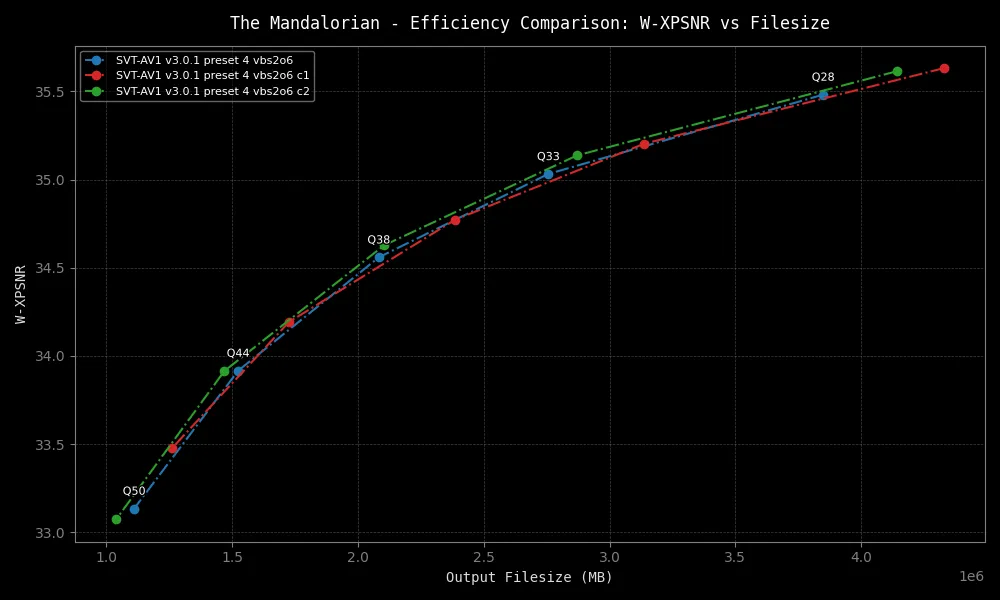 The Mandalorian - Efficiency Comparison: W-XPSNR vs Filesize
SVT-AV1 v3.0.1 preset 4 vbs2o6
SVT-AV1 v3.0.1 preset 4 vbs2o6 c1
SVT-AV1 v3.0.1 preset 4 vbs2o6 c2
Q28
Q33
Q38
Q44
Q50
35.5
35.0
34.5
34.0
33.5
33.0
W-XPSNR
1.0 1.5 2.0 2.5 3.0 3.5 4.0
1e6
Output Filesize (MB)